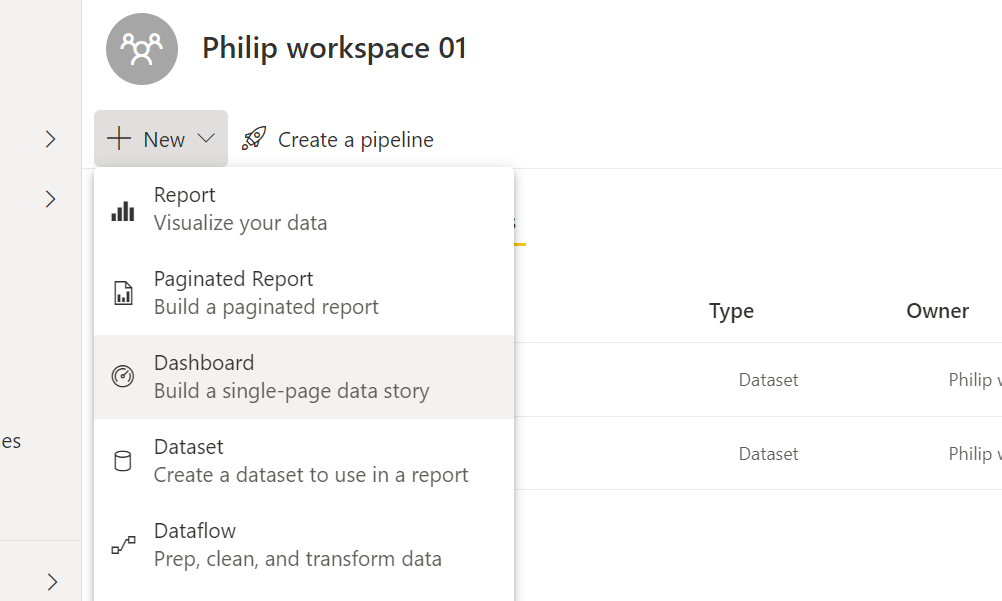 Philip workspace 01
New
Create a pipeline
Report
Visualize your data
Paginated Report
Build a paginated report
Dashboard
Build a single-page data story
Dataset
Create a dataset to use in a report
Dataflow
Prep, clean, and transform data
Type Owner
Dataset Philip
Dataset Philip
es